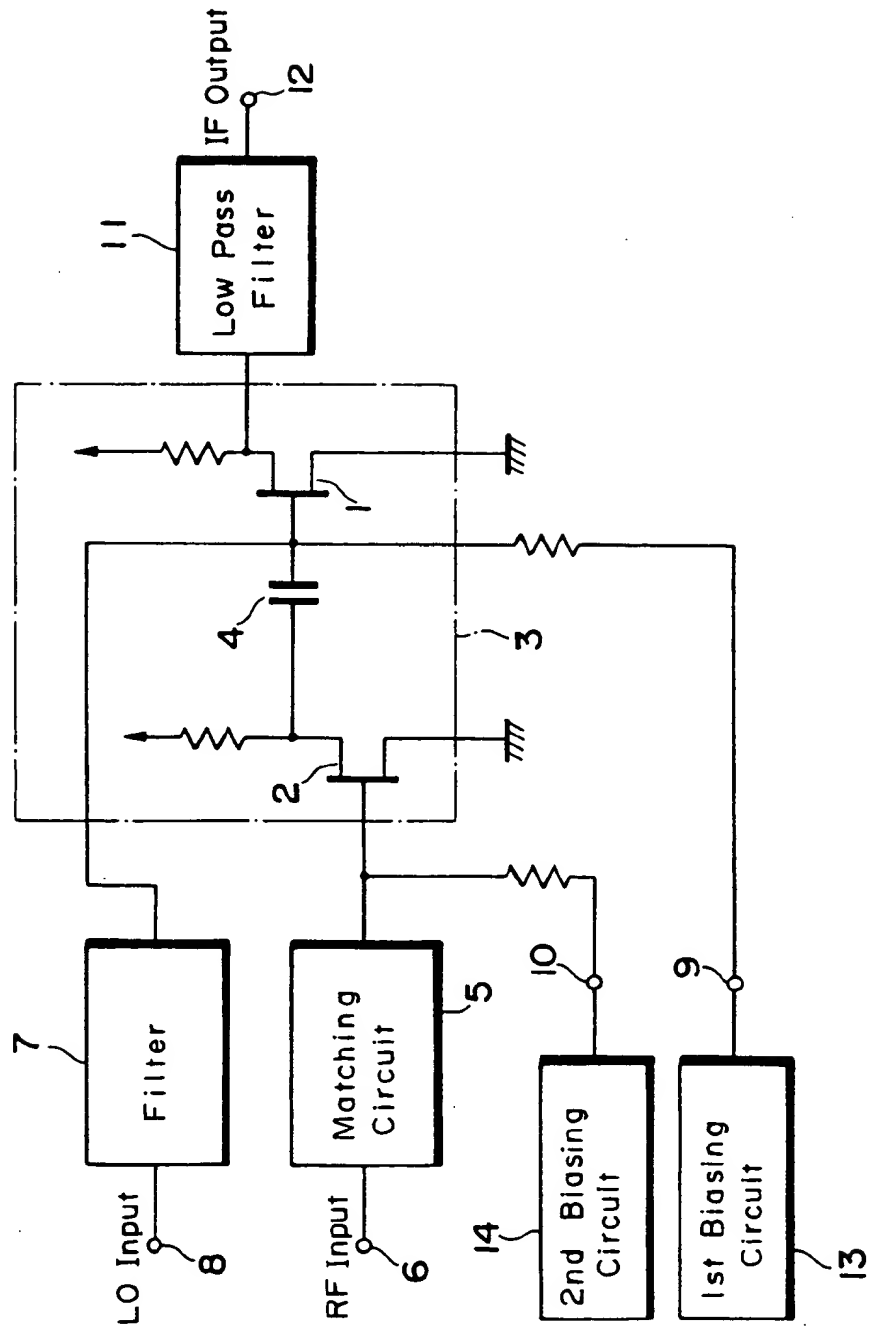 LO Input
8
7
Filter
RF Input
6
Matching
Circuit
5
14
2nd Biasing
Circuit
10
1st Biasing
Circuit
13
9
2
4
3
1
11
Low Pass
Filter
IF Output
12